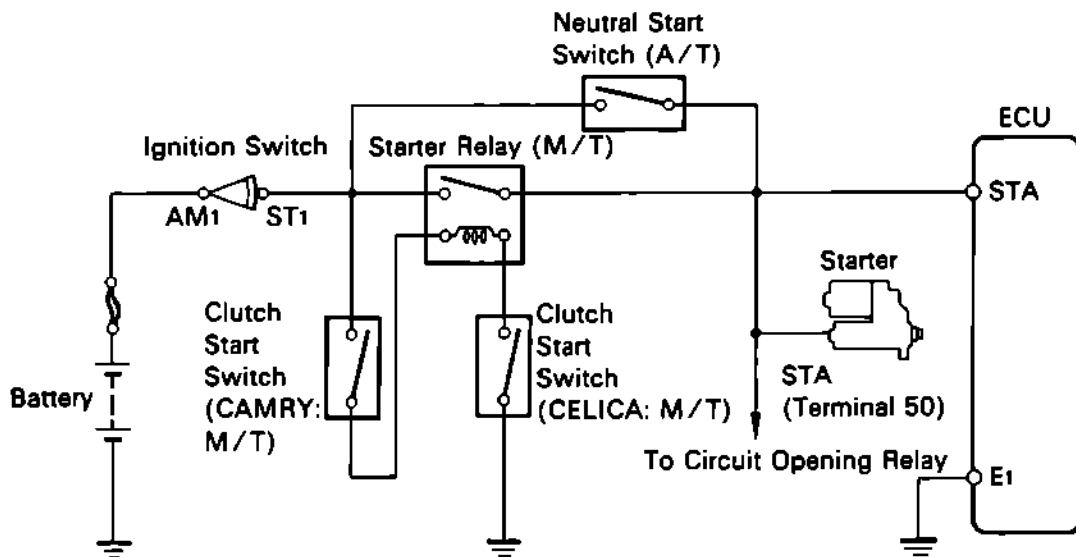 Neutral Start
Switch (A/T)
ECU
Ignition Switch
Starter Relay (M/T)
AM1
ST1
STA
Starter
Clutch
Start
Switch
(CAMRY:
M/T)
Clutch
Start
Switch
(CELICA: M/T)
Battery
STA
(Terminal 50)
To Circuit Opening Relay
E1